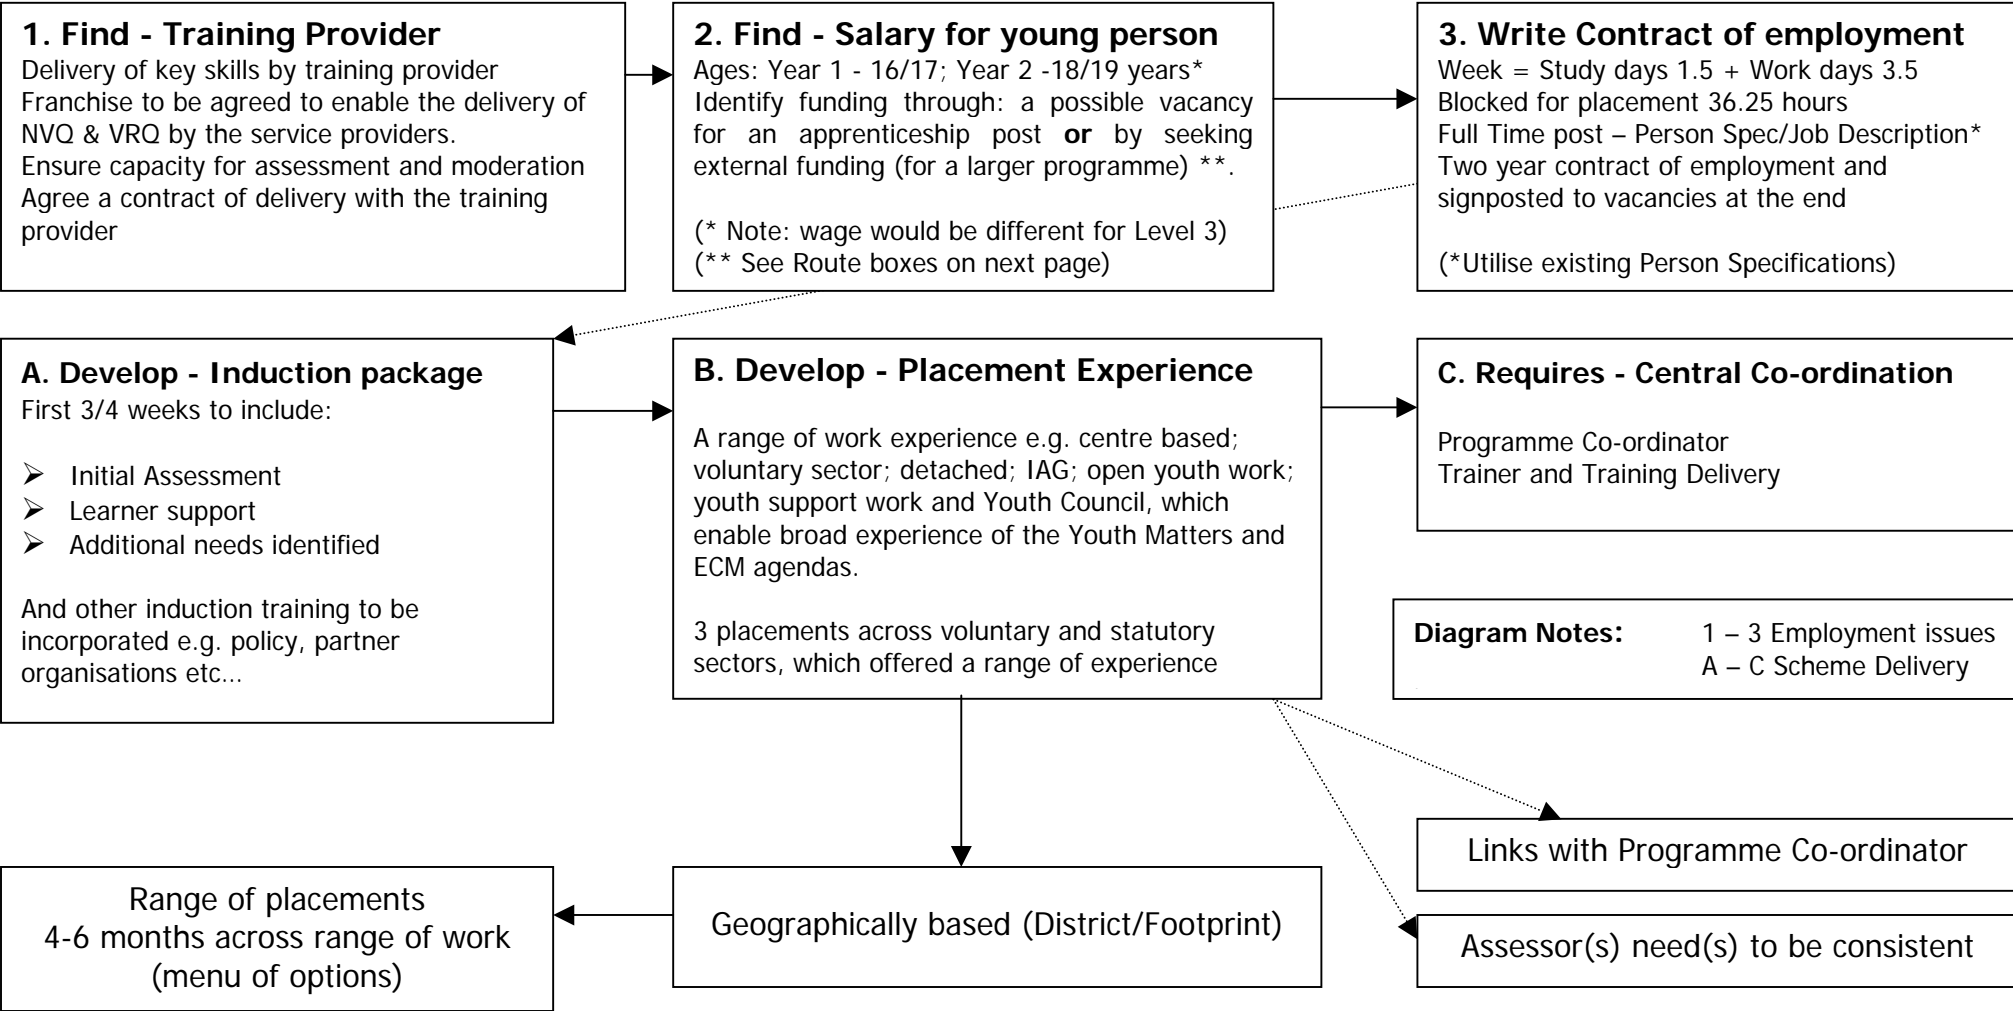 1. Find - Training Provider
Delivery of key skills by training provider
Franchise to be agreed to enable the delivery of
NVQ & VRQ by the service providers.
Ensure capacity for assessment and moderation
Agree a contract of delivery with the training
provider
2. Find - Salary for young person
Ages: Year 1 - 16/17; Year 2 -18/19 years*
Identify funding through: a possible vacancy
for an apprenticeship post or by seeking
external funding (for a larger programme) **.
(* Note: wage would be different for Level 3)
(** See Route boxes on next page)
3. Write Contract of employment
Week = Study days 1.5 + Work days 3.5
Blocked for placement 36.25 hours
Full Time post – Person Spec/Job Description*
Two year contract of employment and
signposted to vacancies at the end
(*Utilise existing Person Specifications)
A. Develop - Induction package
First 3/4 weeks to include:
➢ Initial Assessment
➢ Learner support
➢ Additional needs identified
And other induction training to be
incorporated e.g. policy, partner
organisations etc…
B. Develop - Placement Experience
A range of work experience e.g. centre based;
voluntary sector; detached; IAG; open youth work;
youth support work and Youth Council, which
enable broad experience of the Youth Matters and
ECM agendas.
3 placements across voluntary and statutory
sectors, which offered a range of experience
C. Requires - Central Co-ordination
Programme Co-ordinator
Trainer and Training Delivery
Diagram Notes: 1 – 3 Employment issues
A – C Scheme Delivery
Links with Programme Co-ordinator
Range of placements
4-6 months across range of work
(menu of options)
Geographically based (District/Footprint)
Assessor(s) need(s) to be consistent